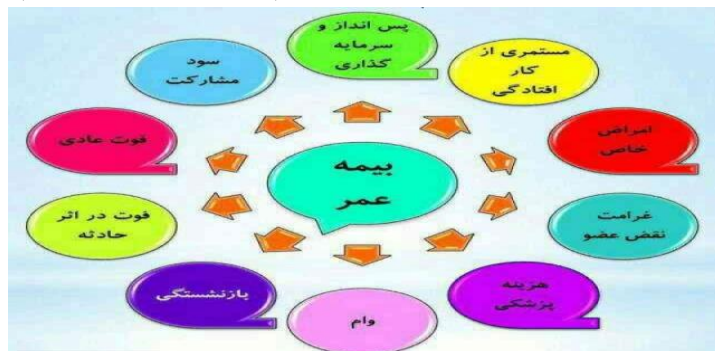 پس انداز و
سرمایه
گذاری
مستمری از
کار
افتادگی
امراض
خاص
غرامت
نقض عضو
هزینه
پزشکی
وام
بازنشستگی
فوت در اثر
حادثه
فوت عادی
سود
مشارکت
بیمه
عمر